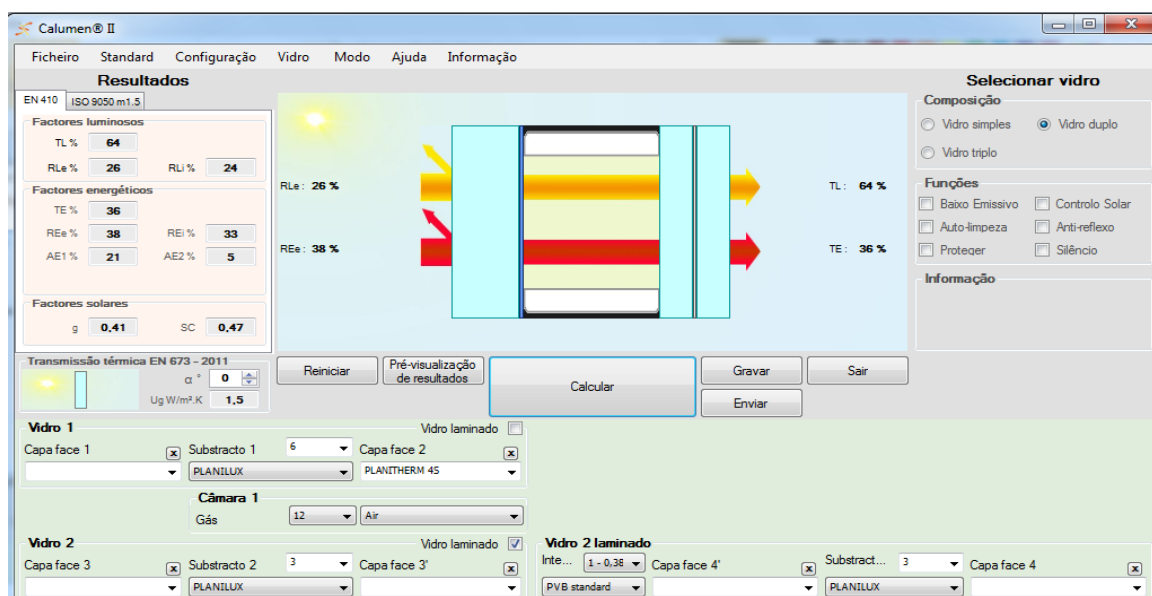 Calumen® II
Ficheiro Standard Configuração Vidro Modo Ajuda Informação
Resultados
EN 410 ISO 9050 m1.5
Factores luminosos
TL % 64
RLe % 26 RLi % 24
Factores energéticos
TE % 36
REe % 38 REi % 33
AE1 % 21 AE2 % 5
Factores solares
g 0,41 SC 0,47
Transmissão térmica EN 673 - 2011
α ° 0
Ug W/m².K 1,5
RLe : 26 %
TL : 64 %
REe : 38 %
TE : 36 %
Selecionar vidro
Composição
Vidro simples Vidro duplo
Vidro triplo
Funções
Baixo Emissivo Controlo Solar
Auto-limpeza Anti-reflexo
Proteger Silêncio
Informação
Reiniciar Pré-visualização de resultados Calcular Gravar Sair
Enviar
Vidro 1 Vidro laminado
Capa face 1 x Substracto 1 6 Capa face 2 x
PLANILUX PLANITHERM 4S
Câmara 1
Gás 12 Air
Vidro 2 Vidro laminado
Capa face 3 x Substracto 2 3 Capa face 3' x
PLANILUX
Vidro 2 laminado
Inte... 1 - 0,38 Capa face 4' x Substract... 3 Capa face 4 x
PVB standard PLANILUX